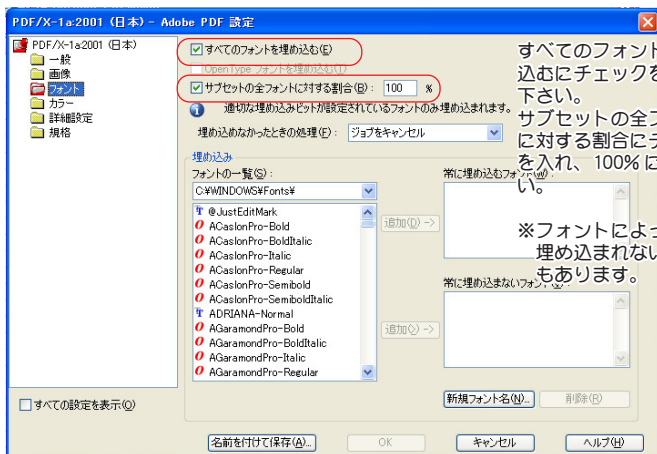 PDF/X-1a:2001 (日本) - Adobe PDF 設定
PDF/X-1a:2001 (日本)
一般
画像
フォント
カラー
詳細設定
規格
すべての設定を表示(Q)
すべてのフォントを埋め込む(E)
OpenType フォントを埋め込む(T)
サブセットの全フォントに対する割合(B): 100 %
適切な埋め込みビットが設定されているフォントのみ埋め込まれます。
埋め込めなかったときの処理(F): ジョブをキャンセル
埋め込み
フォントの一覧(S):
C:¥WINDOWS¥Fonts¥
@JustEditMark
ACaslonPro-Bold
ACaslonPro-BoldItalic
ACaslonPro-Italic
ACaslonPro-Regular
ACaslonPro-Semibold
ACaslonPro-SemiboldItalic
ADRIANA-Normal
AGaramondPro-Bold
AGaramondPro-BoldItalic
AGaramondPro-Italic
AGaramondPro-Regular
追加(D) ->
追加(>) ->
常に埋め込むフォント(W):
常に埋め込まないフォント
新規フォント名(N)...
削除(R)
名前を付けて保存(A)...
OK
キャンセル
ヘルプ(H)
すべてのフォント
込むにチェックを
下さい。
サブセットの全フ
に対する割合にチ
を入れ、100%に
い。
※フォントによっ
埋め込まれない
もあります。